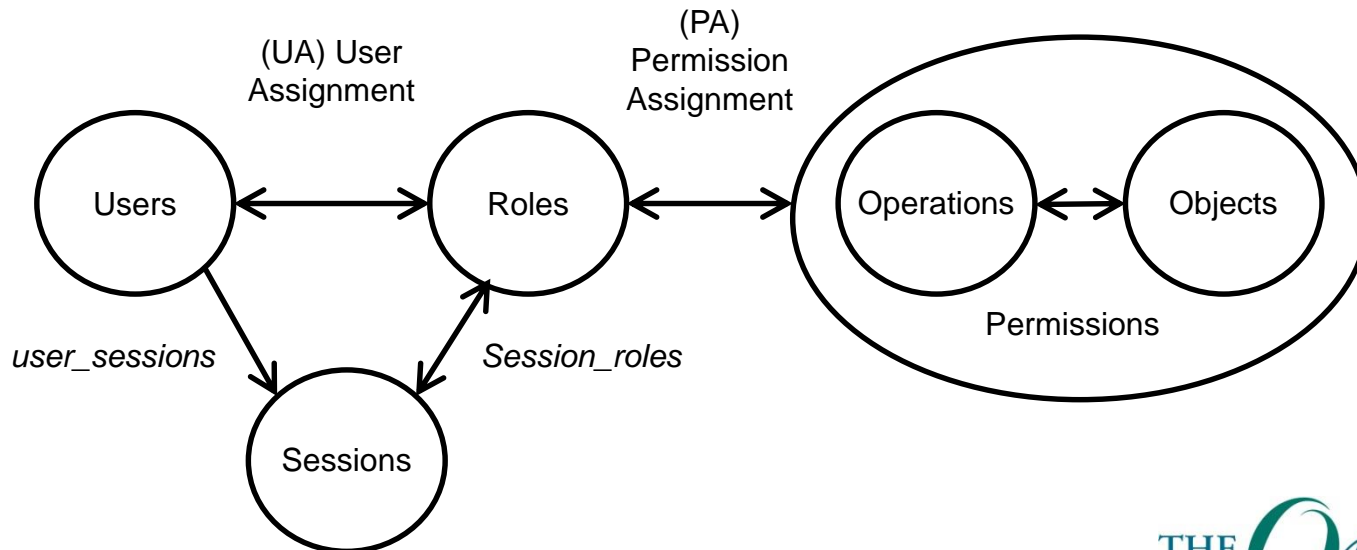 (UA) User
Assignment
(PA)
Permission
Assignment
Users
Roles
Operations
Objects
Permissions
user_sessions
Session_roles
Sessions
THE